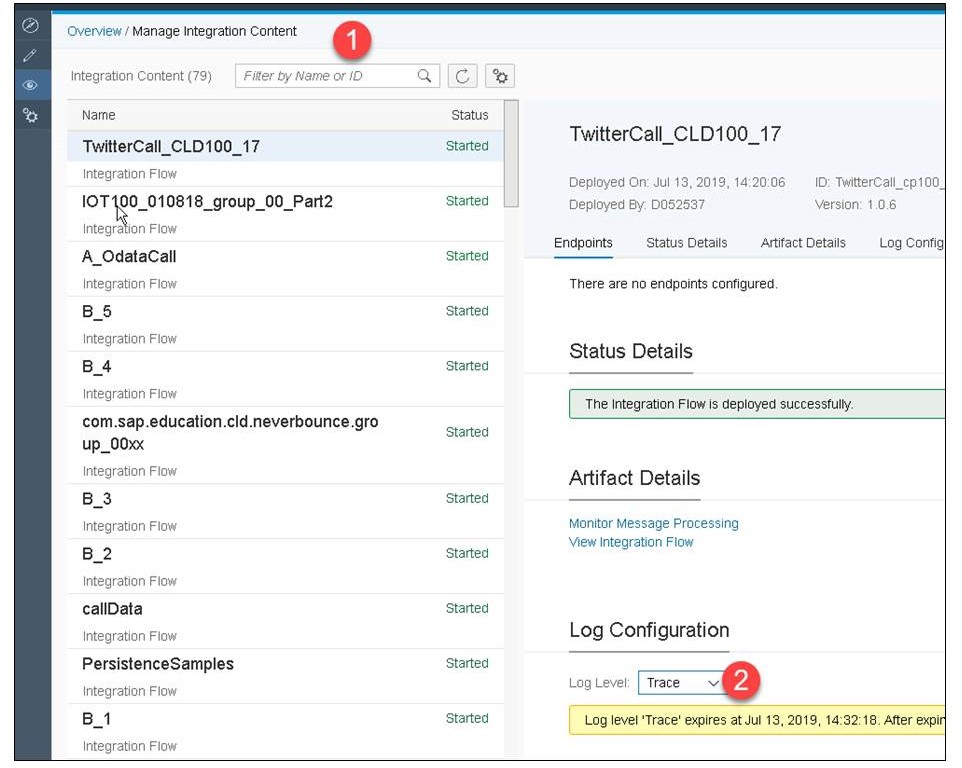 Overview / Manage Integration Content
1
Integration Content (79)
Filter by Name or ID
Name Status
TwitterCall_CLD100_17 Started
Integration Flow
IOT100_010818_group_00_Part2 Started
Integration Flow
A_OdataCall Started
Integration Flow
B_5 Started
Integration Flow
B_4 Started
Integration Flow
com.sap.education.cld.neverbounce.gro
up_00xx
Started
Integration Flow
B_3 Started
Integration Flow
B_2 Started
Integration Flow
callData Started
Integration Flow
PersistenceSamples Started
Integration Flow
B_1 Started
Integration Flow
TwitterCall_CLD100_17
Deployed On: Jul 13, 2019, 14:20:06 ID: TwitterCall_cp100_
Deployed By: D052537 Version: 1.0.6
Endpoints Status Details Artifact Details Log Config
There are no endpoints configured.
Status Details
The Integration Flow is deployed successfully.
Artifact Details
Monitor Message Processing
View Integration Flow
Log Configuration
Log Level: Trace 2
Log level 'Trace' expires at Jul 13, 2019, 14:32:18. After expir